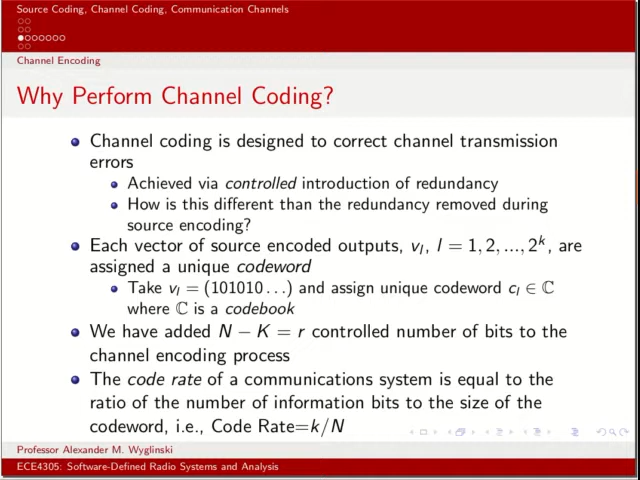 Source Coding, Channel Coding, Communication Channels
Channel Encoding
Why Perform Channel Coding?
Channel coding is designed to correct channel transmission
errors
Achieved via controlled introduction of redundancy
How is this different than the redundancy removed during
source encoding?
Each vector of source encoded outputs, v_l, l = 1, 2, ..., 2^k, are
assigned a unique codeword
Take v_l = (101010...) and assign unique codeword c_l ∈ ℂ
where ℂ is a codebook
We have added N − K = r controlled number of bits to the
channel encoding process
The code rate of a communications system is equal to the
ratio of the number of information bits to the size of the
codeword, i.e., Code Rate=k/N
Professor Alexander M. Wyglinski
ECE4305: Software-Defined Radio Systems and Analysis